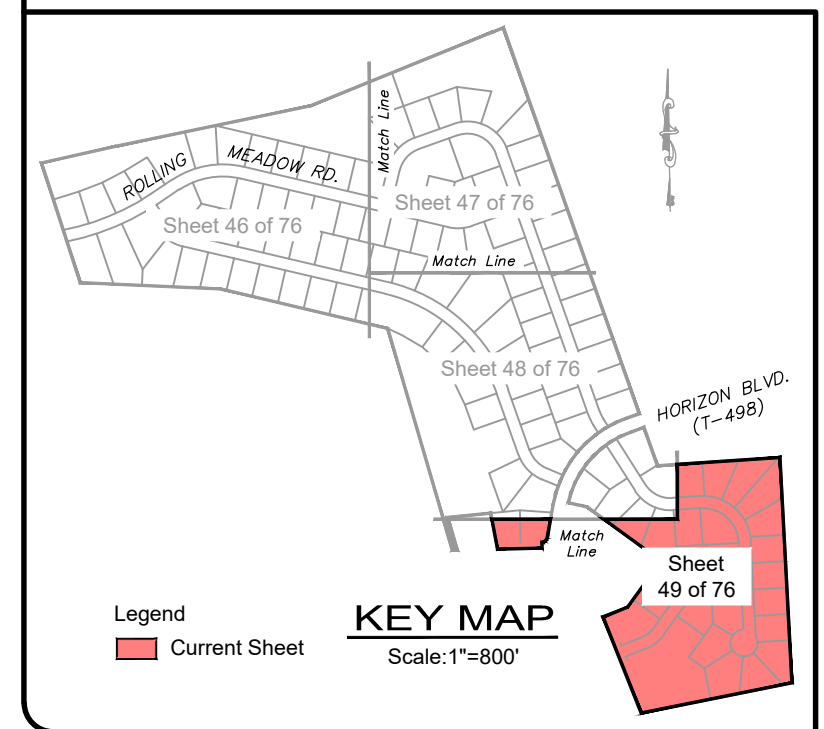 Match Line
ROLLING
MEADOW RD.
Sheet 47 of 76
Sheet 46 of 76
Match Line
Sheet 48 of 76
HORIZON BLVD.
(T-498)
Match
Line
Sheet
49 of 76
Legend
Current Sheet
KEY MAP
Scale:1"=800'